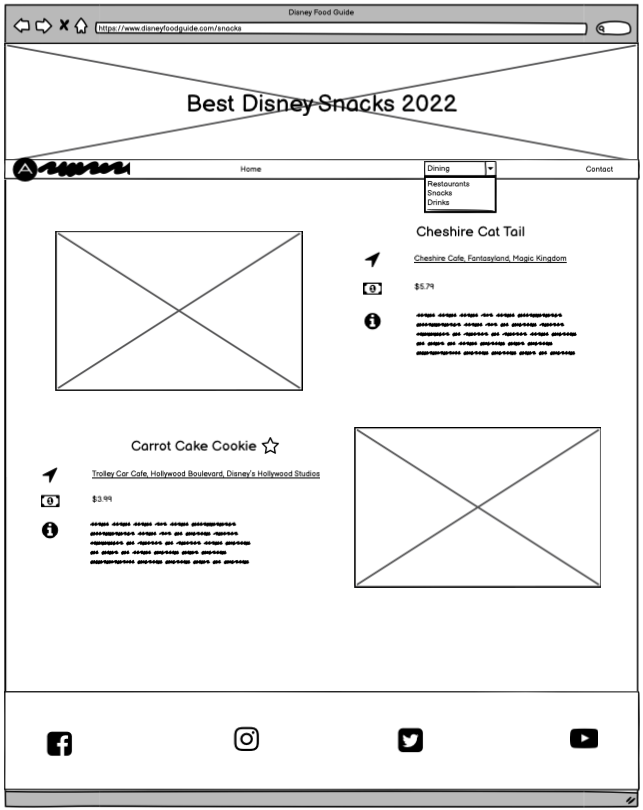 Disney Food Guide
https://www.disneyfoodguide.com/snacks
Best Disney Snacks 2022
Home
Dining
Contact
Restaurants
Snacks
Drinks
Cheshire Cat Tail
Cheshire Cafe, Fantasyland, Magic Kingdom
$5.79
Carrot Cake Cookie
Trolley Car Cafe, Hollywood Boulevard, Disney's Hollywood Studios
$3.99